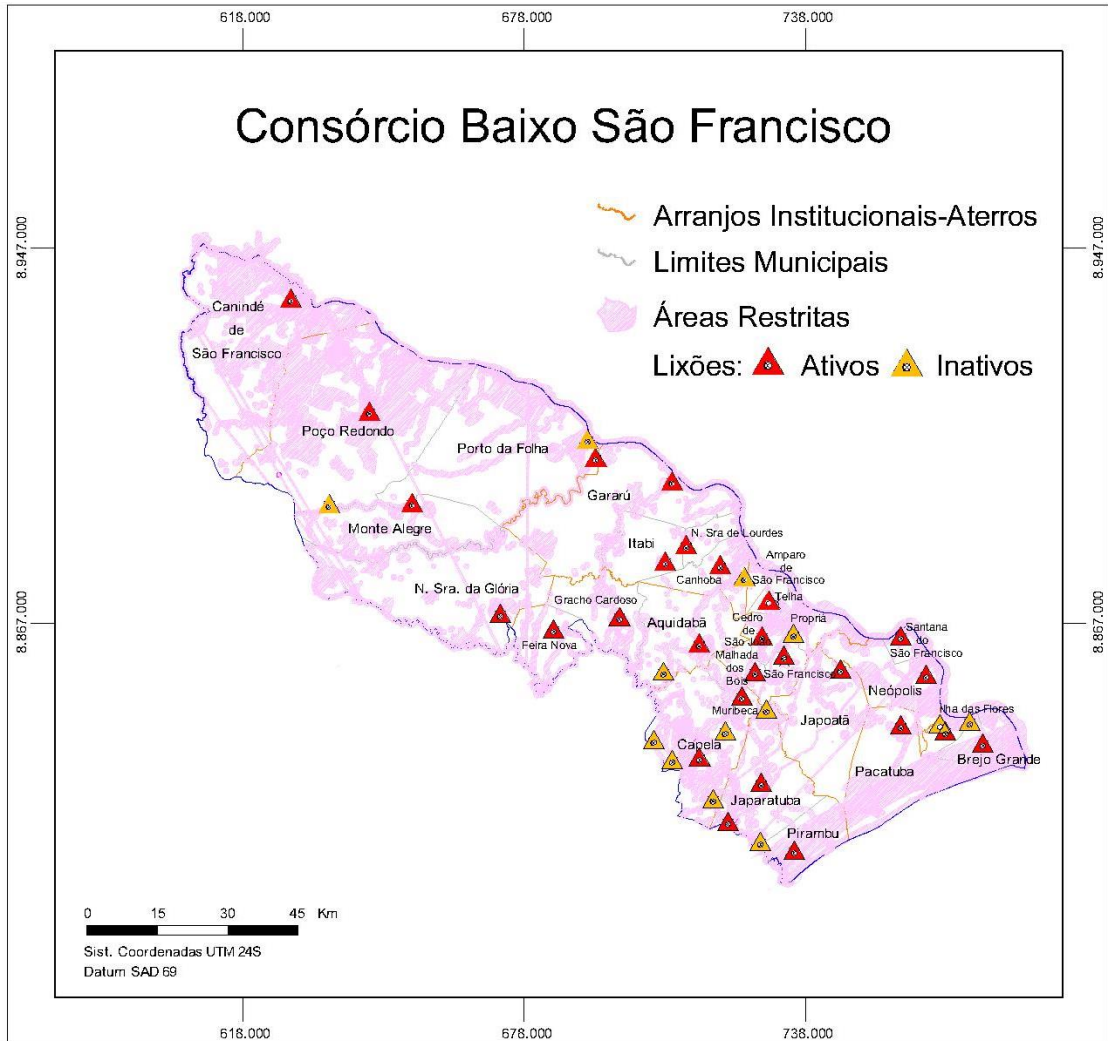 618.000
678.000
738.000
Consórcio Baixo São Francisco
Arranjos Institucionais-Aterros
8.947.000
8.947.000
Limites Municipais
Áreas Restritas
Lixões: Ativos Inativos
Canindé
de
São Francisco
Poço Redondo
Porto da Folha
Gararú
Monte Alegre
N. Sra de Lourdes
Itabi
Amparo
de
São Francisco
Canhoba
N. Sra. da Glória
Gracho Cardoso
Telha
8.867.000
8.867.000
Aquidabã
Cedro
de
São João
Propriá
Santana
do
São Francisco
Feira Nova
Malhada
dos
Bois
São Francisco
Neópolis
Muribeca
Japoatã
Ilha das Flores
Capela
Brejo Grande
Pacatuba
Japaratuba
Pirambu
0 15 30 45 Km
Sist. Coordenadas UTM 24S
Datum SAD 69
618.000
678.000
738.000